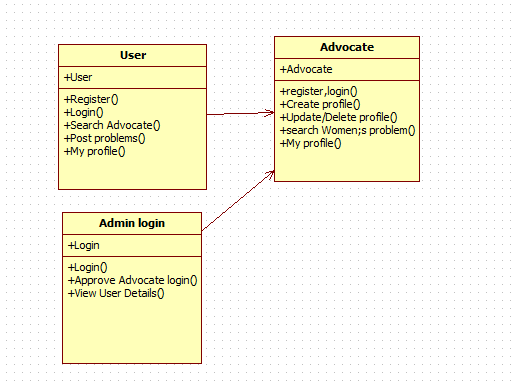 User
+User
+Register()
+Login()
+Search Advocate()
+Post problems()
+My profile()
Advocate
+Advocate
+register,login()
+Create profile()
+Update/Delete profile()
+search Women;s problem()
+My profile()
Admin login
+Login
+Login()
+Approve Advocate login()
+View User Details()